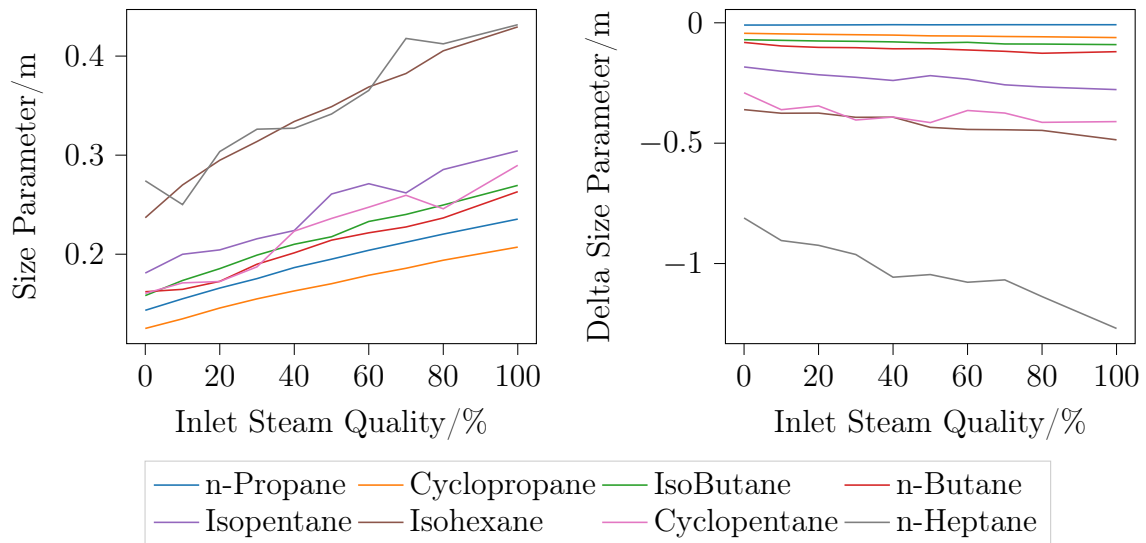 Size Parameter/m
0.4
0.3
0.2
0 20 40 60 80 100
Inlet Steam Quality/%
Delta Size Parameter/m
0
−0.5
−1
0 20 40 60 80 100
Inlet Steam Quality/%
n-Propane Cyclopropane IsoButane n-Butane
Isopentane Isohexane Cyclopentane n-Heptane